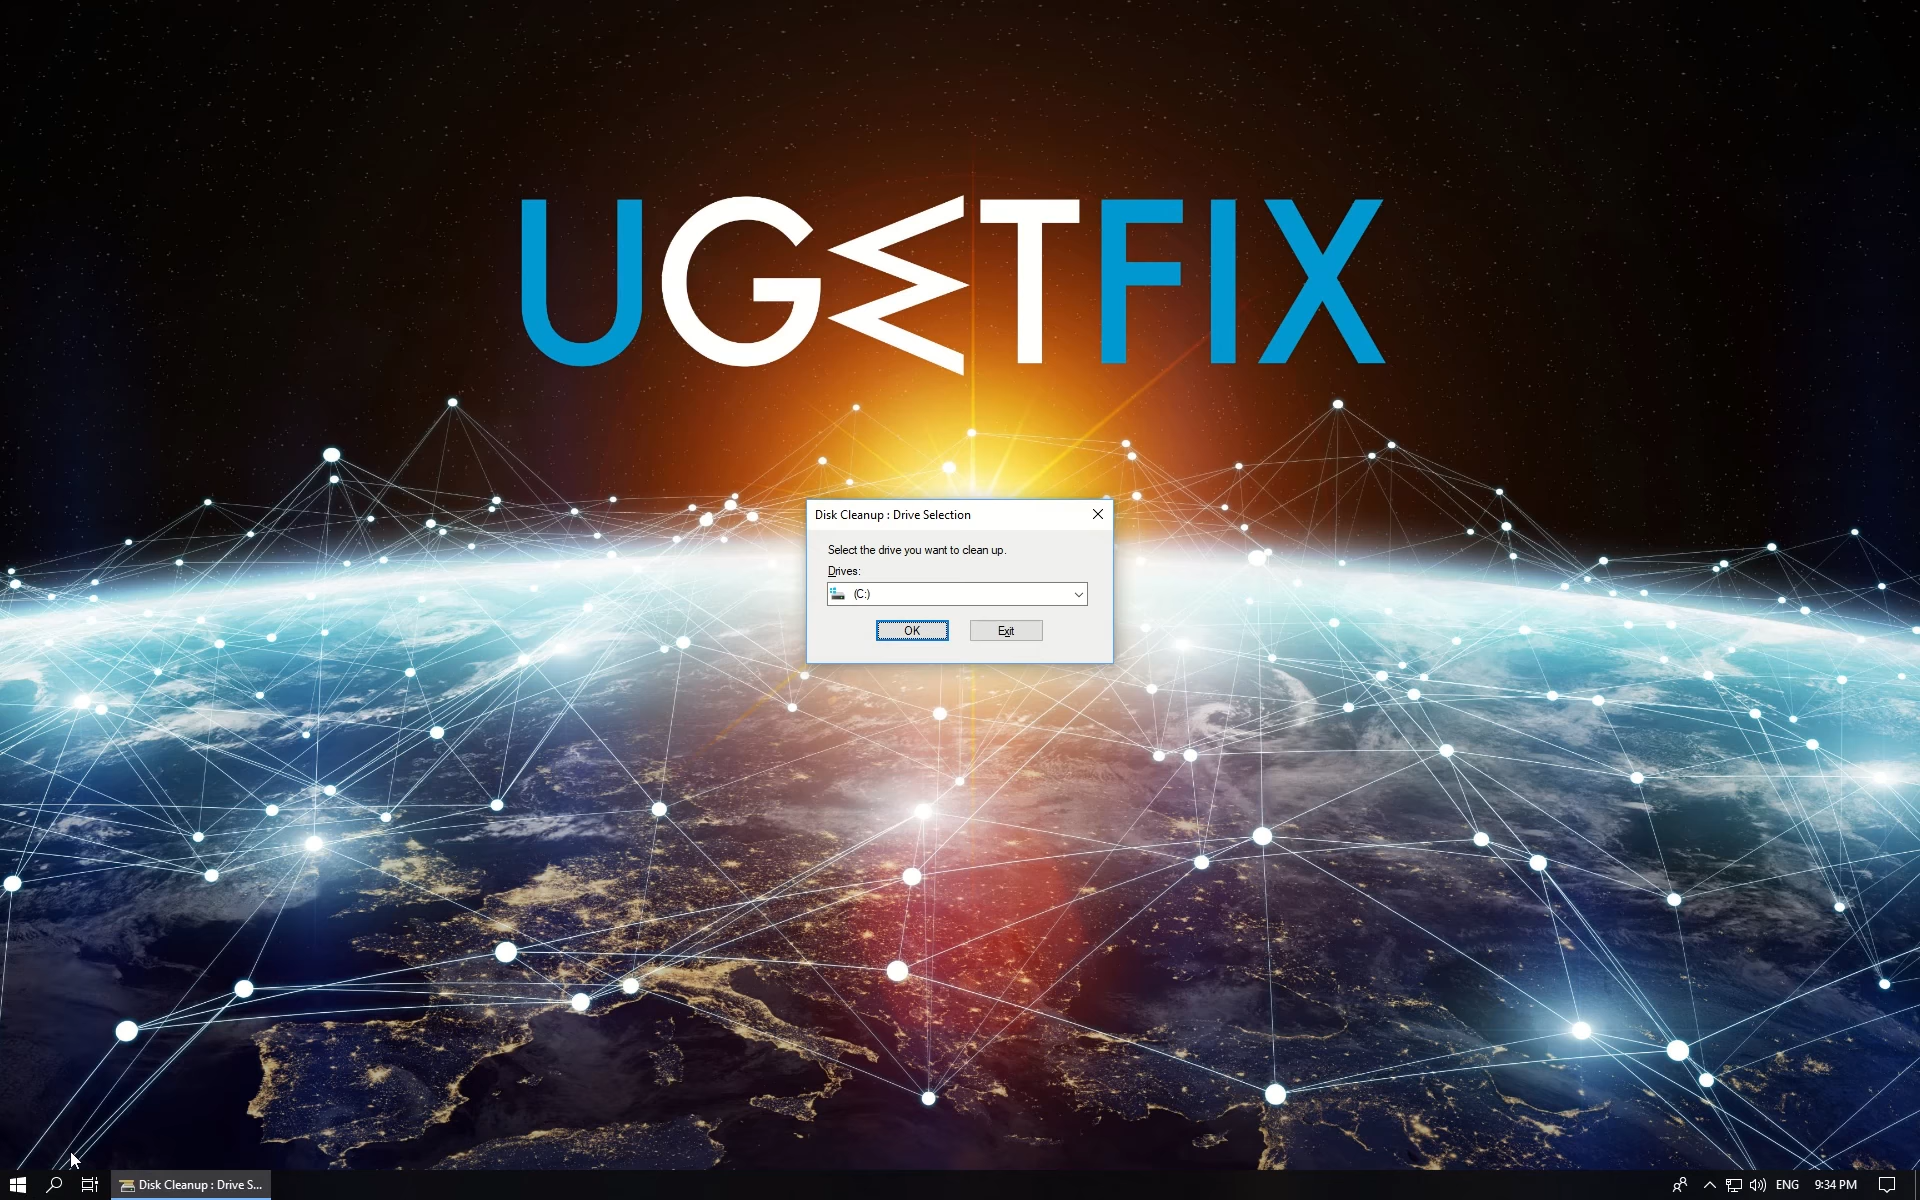 UGETFIX
Disk Cleanup : Drive Selection
Select the drive you want to clean up.
Drives:
(C:)
OK
Exit
Disk Cleanup : Drive S...
ENG
9:34 PM